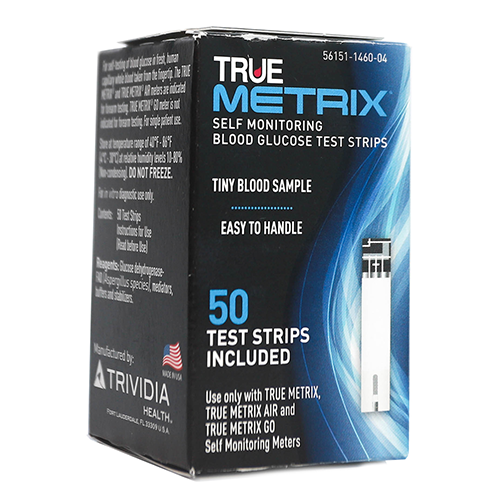 For self-testing of blood glucose in fresh, human
capillary whole blood taken from the fingertip. The TRUE
METRIX® and TRUE METRIX® AIR meters are indicated
for forearm testing. TRUE METRIX® GO meter is not
indicated for forearm testing. For single patient use.
Store at temperature range of 40°F - 86°F
(4°C - 30°C) at relative humidity levels 10-80%
(Non-condensing). DO NOT FREEZE.
For in vitro diagnostic use only.
Contents: 50 Test Strips
Instructions for Use
(Read before Use)
Reagents: Glucose dehydrogenase-
FAD (Aspergillus species), mediators,
buffers and stabilizers.
Manufactured by:
TRIVIDIA
HEALTH™
FORT LAUDERDALE, FL 33309 U.S.A.
MADE IN USA
56151-1460-04
TRUE
METRIX®
SELF MONITORING
BLOOD GLUCOSE TEST STRIPS
TINY BLOOD SAMPLE
EASY TO HANDLE
50
TEST STRIPS
INCLUDED
Use only with TRUE METRIX,
TRUE METRIX AIR and
TRUE METRIX GO
Self Monitoring Meters